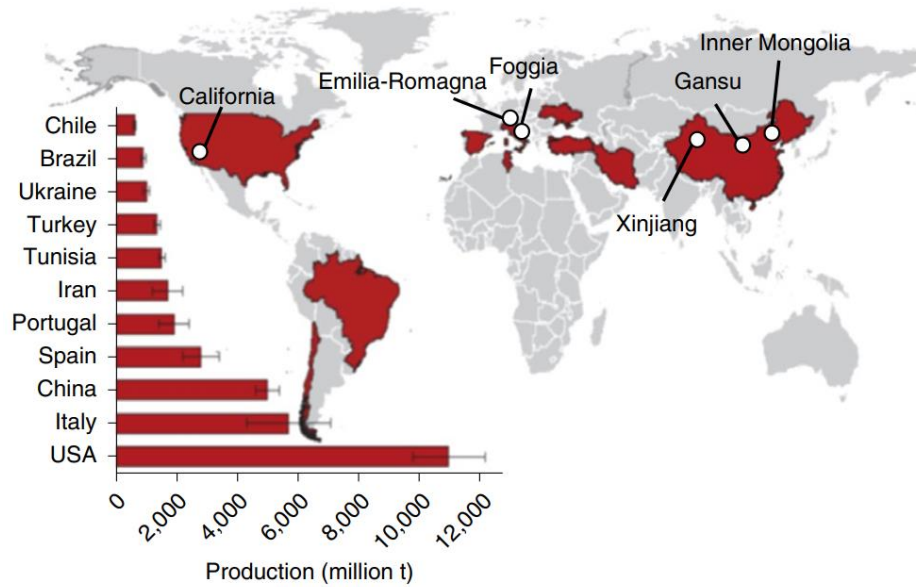 Inner Mongolia
Foggia
Emilia-Romagna
Gansu
California
Xinjiang
Chile
Brazil
Ukraine
Turkey
Tunisia
Iran
Portugal
Spain
China
Italy
USA
0
2,000
4,000
6,000
8,000
10,000
12,000
Production (million t)